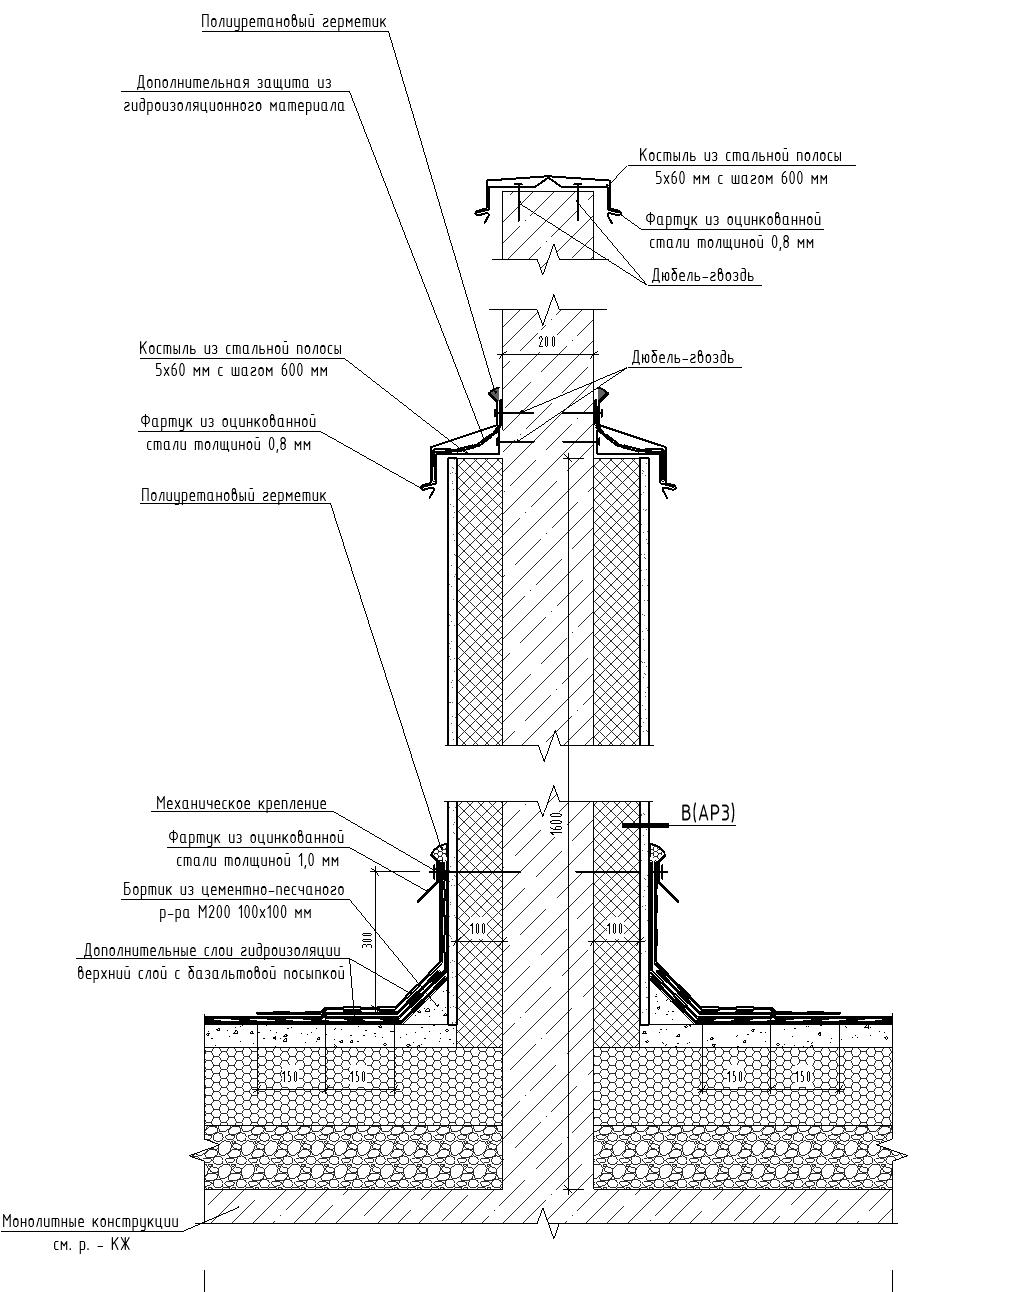 Полиуретановый герметик
Дополнительная защита из
гидроизоляционного материала
Костыль из стальной полосы
5х60 мм с шагом 600 мм
Фартук из оцинкованной
стали толщиной 0,8 мм
Дюбель-гвоздь
200
Костыль из стальной полосы
5х60 мм с шагом 600 мм
Дюбель-гвоздь
Фартук из оцинкованной
стали толщиной 0,8 мм
Полиуретановый герметик
Механическое крепление
В(АР3)
1600
Фартук из оцинкованной
стали толщиной 1,0 мм
Бортик из цементно-песчаного
р-ра М200 100х100 мм
300
100
100
Дополнительные слои гидроизоляции
верхний слой с базальтовой посыпкой
150
150
150
150
Монолитные конструкции
см. р. - КЖ